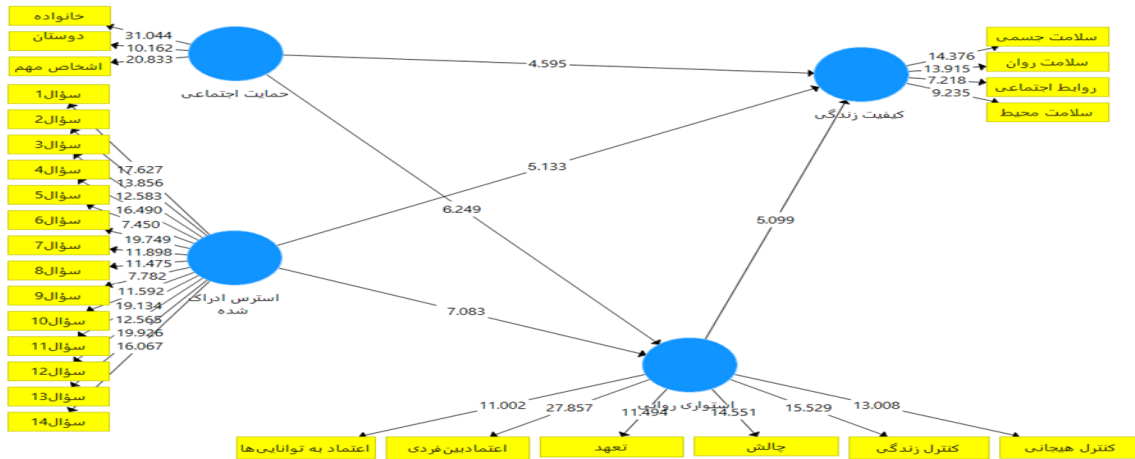 خانواده
دوستان
اشخاص مهم
31.044
10.162
20.833
حمایت اجتماعی
سؤال1
سؤال2
سؤال3
سؤال4
سؤال5
سؤال6
سؤال7
سؤال8
سؤال9
سؤال10
سؤال11
سؤال12
سؤال13
سؤال14
17.627
13.856
12.583
16.490
7.450
19.749
11.898
11.475
7.782
11.592
19.134
12.565
19.926
16.067
استرس ادراک
شده
4.595
5.133
6.249
7.083
5.099
کیفیت زندگی
14.376
13.915
7.218
9.235
سلامت جسمی
سلامت روان
روابط اجتماعی
سلامت محیط
استواری روانی
11.002
27.857
11.494
14.551
15.529
13.008
اعتماد به توانایی‌ها
اعتمادبین‌فردی
تعهد
چالش
کنترل زندگی
کنترل هیجانی